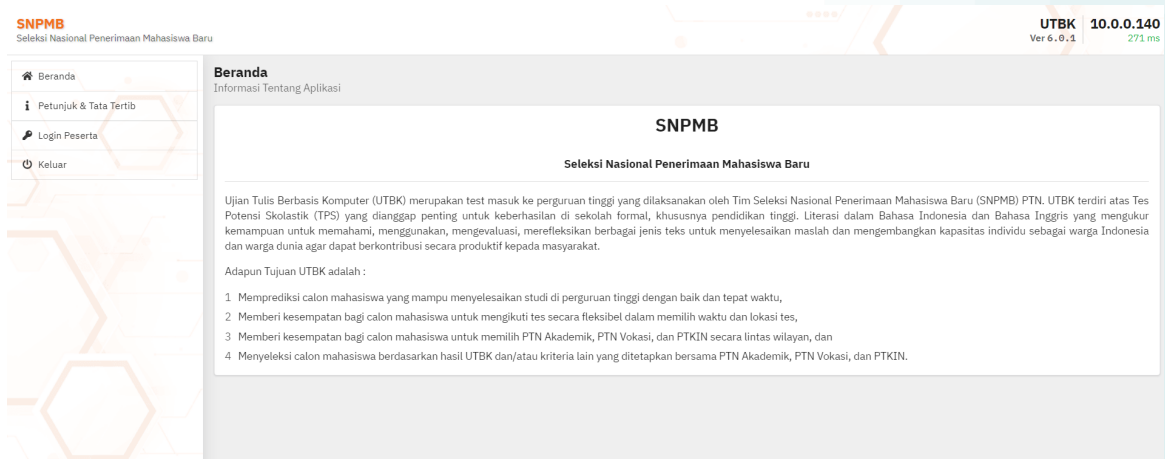 SNPMB
Seleksi Nasional Penerimaan Mahasiswa Baru
UTBK
Ver 6.0.1
10.0.0.140
271 ms
Beranda
Petunjuk & Tata Tertib
Login Peserta
Keluar
Beranda
Informasi Tentang Aplikasi
SNPMB
Seleksi Nasional Penerimaan Mahasiswa Baru
Ujian Tulis Berbasis Komputer (UTBK) merupakan test masuk ke perguruan tinggi yang dilaksanakan oleh Tim Seleksi Nasional Penerimaan Mahasiswa Baru (SNPMB) PTN. UTBK terdiri atas Tes
Potensi Skolastik (TPS) yang dianggap penting untuk keberhasilan di sekolah formal, khususnya pendidikan tinggi. Literasi dalam Bahasa Indonesia dan Bahasa Inggris yang mengukur
kemampuan untuk memahami, menggunakan, mengevaluasi, merefleksikan berbagai jenis teks untuk menyelesaikan maslah dan mengembangkan kapasitas individu sebagai warga Indonesia
dan warga dunia agar dapat berkontribusi secara produktif kepada masyarakat.
Adapun Tujuan UTBK adalah :
1 Memprediksi calon mahasiswa yang mampu menyelesaikan studi di perguruan tinggi dengan baik dan tepat waktu,
2 Memberi kesempatan bagi calon mahasiswa untuk mengikuti tes secara fleksibel dalam memilih waktu dan lokasi tes,
3 Memberi kesempatan bagi calon mahasiswa untuk memilih PTN Akademik, PTN Vokasi, dan PTKIN secara lintas wilayan, dan
4 Menyeleksi calon mahasiswa berdasarkan hasil UTBK dan/atau kriteria lain yang ditetapkan bersama PTN Akademik, PTN Vokasi, dan PTKIN.